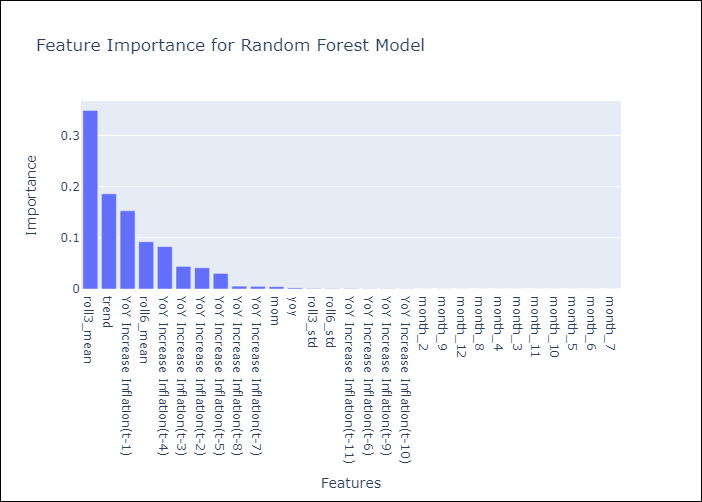 Feature Importance for Random Forest Model
Importance
0.3
0.2
0.1
0
roll3_mean
trend
YoY Increase Inflation(t-1)
roll6_mean
YoY Increase Inflation(t-4)
YoY Increase Inflation(t-3)
YoY Increase Inflation(t-2)
YoY Increase Inflation(t-5)
YoY Increase Inflation(t-8)
YoY Increase Inflation(t-7)
mom
yoy
roll3_std
roll6_std
YoY Increase Inflation(t-11)
YoY Increase Inflation(t-6)
YoY Increase Inflation(t-9)
YoY Increase Inflation(t-10)
month_2
month_9
month_12
month_8
month_4
month_3
month_11
month_10
month_5
month_6
month_7
Features